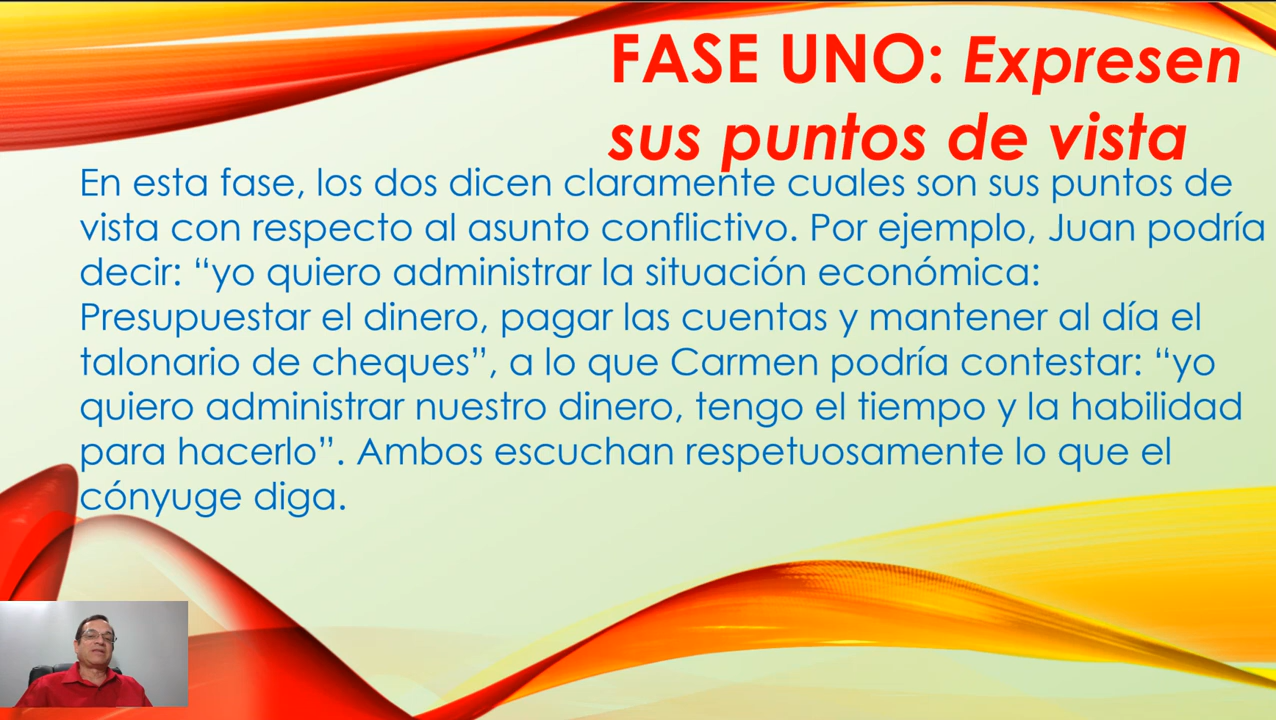 FASE UNO: Expresen
sus puntos de vista
En esta fase, los dos dicen claramente cuales son sus puntos de
vista con respecto al asunto conflictivo. Por ejemplo, Juan podría
decir: “yo quiero administrar la situación económica:
Presupuestar el dinero, pagar las cuentas y mantener al día el
talonario de cheques”, a lo que Carmen podría contestar: “yo
quiero administrar nuestro dinero, tengo el tiempo y la habilidad
para hacerlo”. Ambos escuchan respetuosamente lo que el
cónyuge diga.